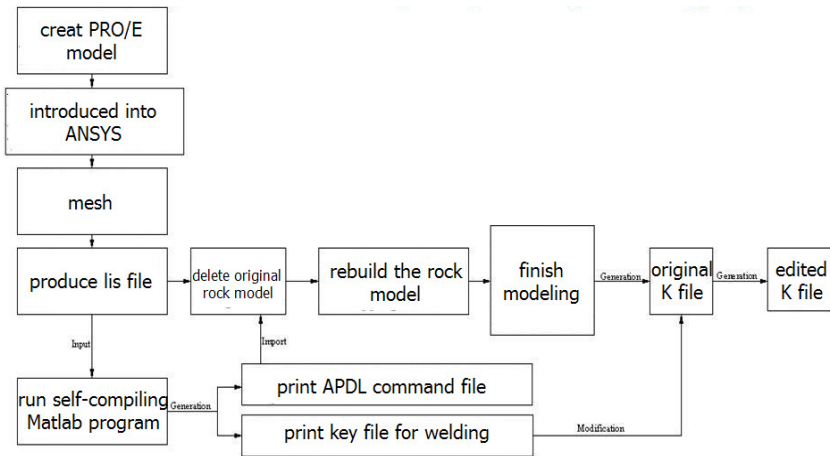 creat PRO/E
model
introduced into
ANSYS
mesh
produce lis file
delete original
rock model
rebuild the rock
model
finish
modeling
Generation
original
K file
Generation
edited
K file
Input
Import
run self-compiling
Matlab program
Generation
print APDL command file
print key file for welding
Modification